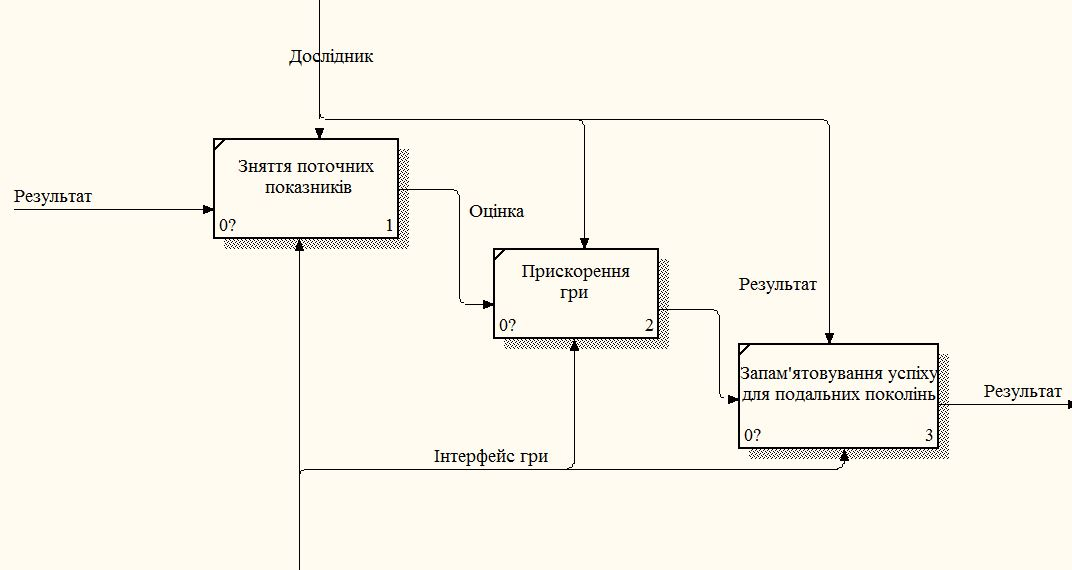 Дослідник
Зняття поточних
показників
0? 1
Результат
Оцінка
Прискорення
гри
0? 2
Результат
Запам'ятовування успіху
для подальних поколінь
0? 3
Результат
Інтерфейс гри